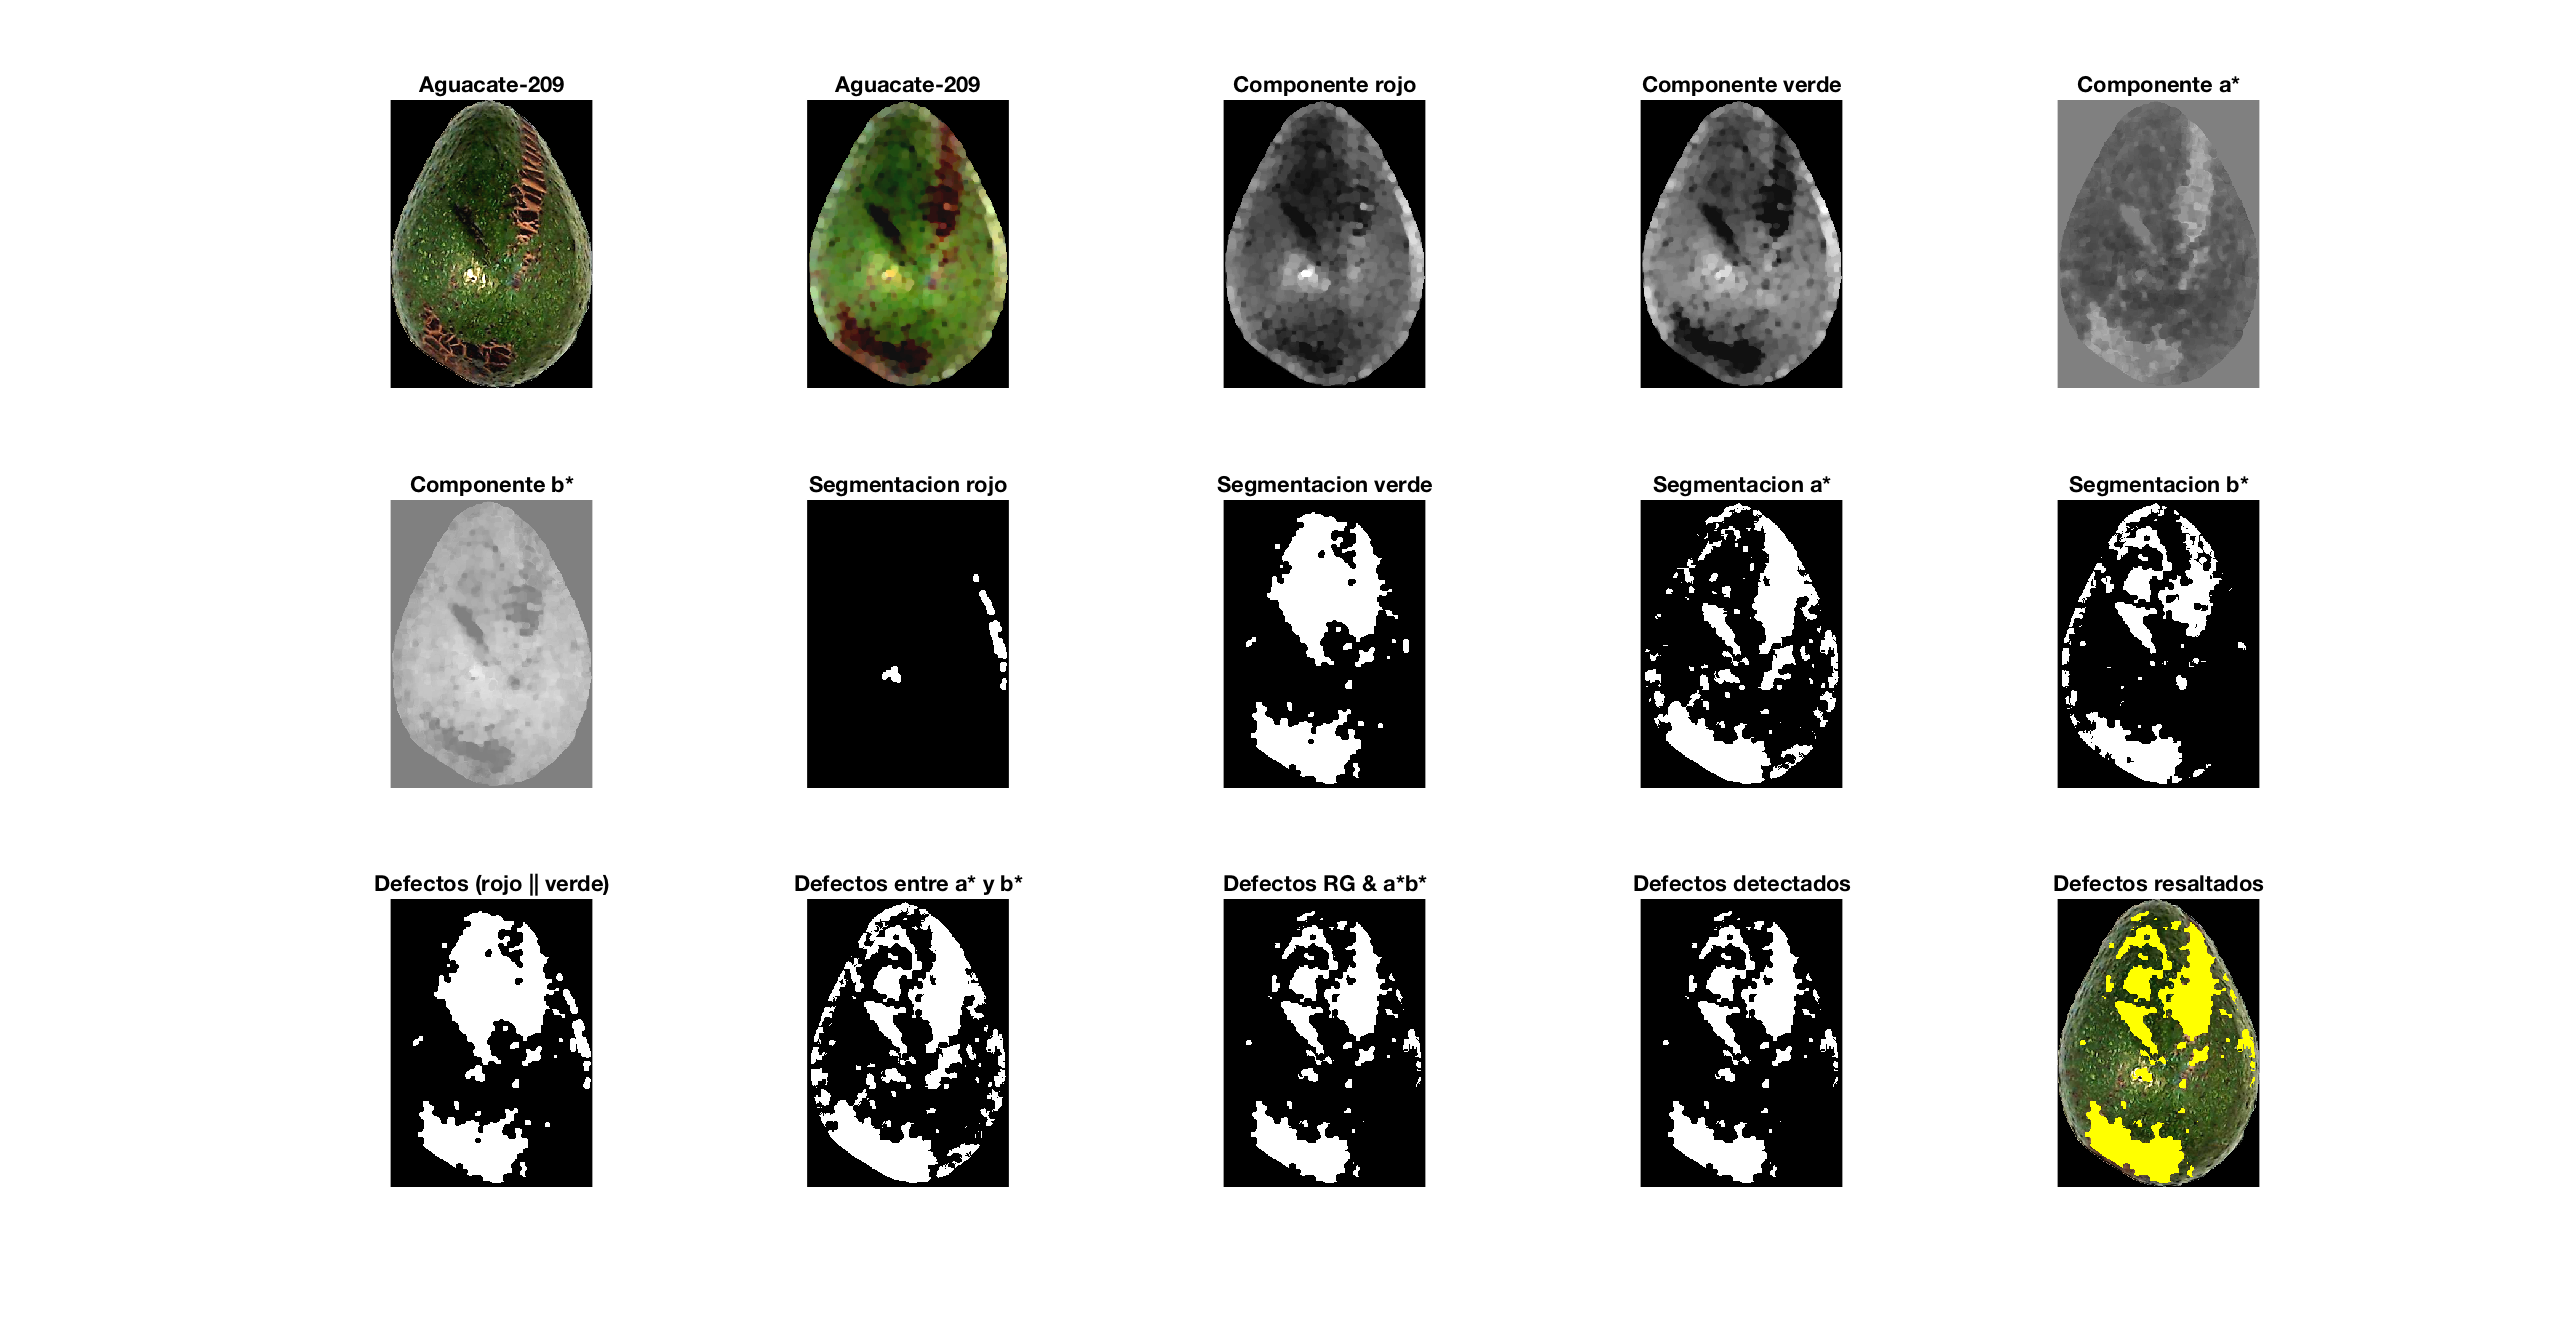 Aguacate-209
Aguacate-209
Componente rojo
Componente verde
Componente a*
Componente b*
Segmentacion rojo
Segmentacion verde
Segmentacion a*
Segmentacion b*
Defectos (rojo || verde)
Defectos entre a* y b*
Defectos RG & a*b*
Defectos detectados
Defectos resaltados